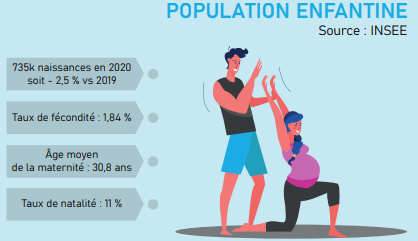 POPULATION ENFANTINE
Source : INSEE
735k naissances en 2020
soit - 2,5 % vs 2019
Taux de fécondité : 1,84 %
Âge moyen
de la maternité : 30,8 ans
Taux de natalité : 11 %